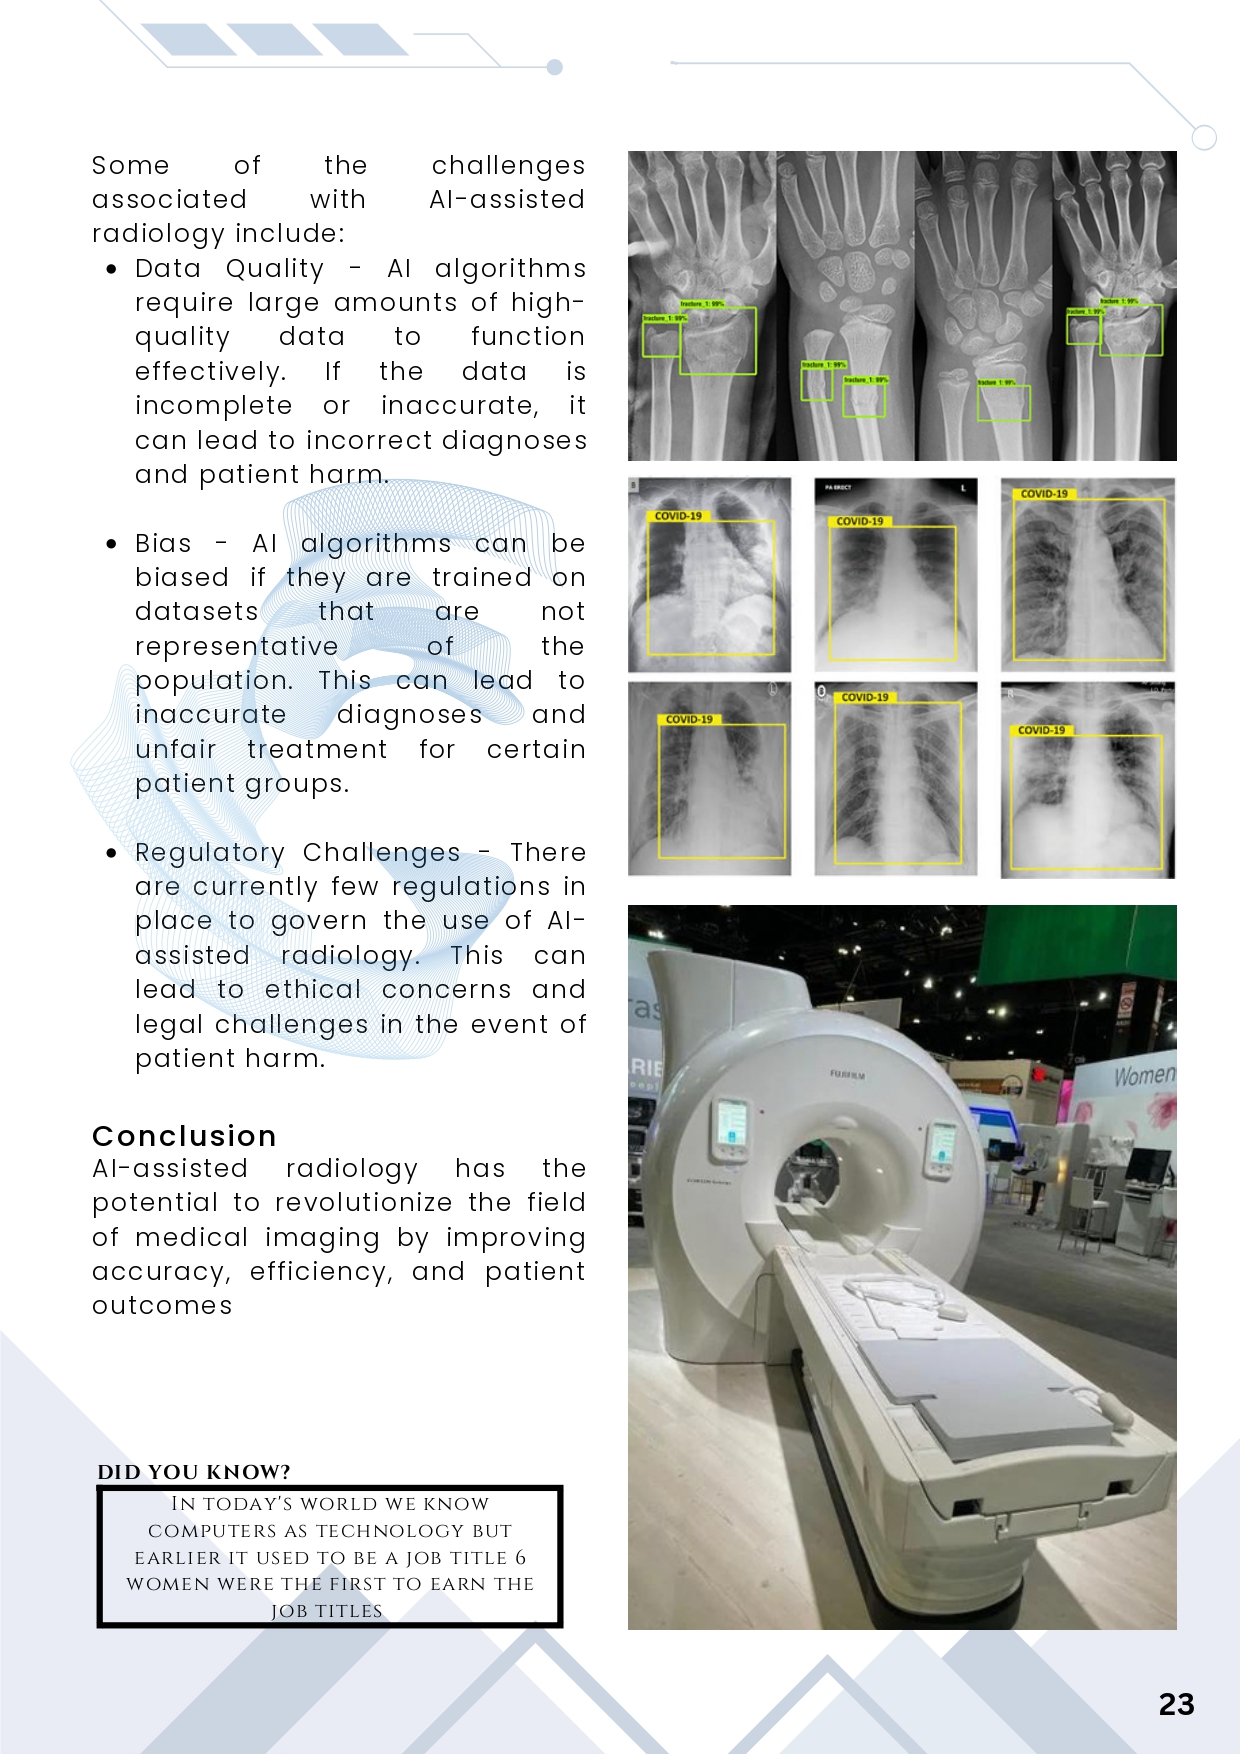 Some of the challenges
associated with AI-assisted
radiology include:
• Data Quality - AI algorithms
require large amounts of high-
quality data to function
effectively. If the data is
incomplete or inaccurate, it
can lead to incorrect diagnoses
and patient harm.
• Bias - AI algorithms can be
biased if they are trained on
datasets that are not
representative of the
population. This can lead to
inaccurate diagnoses and
unfair treatment for certain
patient groups.
• Regulatory Challenges - There
are currently few regulations in
place to govern the use of AI-
assisted radiology. This can
lead to ethical concerns and
legal challenges in the event of
patient harm.
Conclusion
AI-assisted radiology has the
potential to revolutionize the field
of medical imaging by improving
accuracy, efficiency, and patient
outcomes
DID YOU KNOW?
IN TODAY'S WORLD WE KNOW
COMPUTERS AS TECHNOLOGY BUT
EARLIER IT USED TO BE A JOB TITLE 6
WOMEN WERE THE FIRST TO EARN THE
JOB TITLES
fracture_1: 99%
fracture_1: 99%
fracture_1: 99%
fracture_1: 99%
fracture_1: 99%
fracture_1: 99%
fracture_1: 99%
COVID-19
PA ERECT
L
COVID-19
COVID-19
COVID-19
COVID-19
COVID-19
FUJIFILM
Women
23